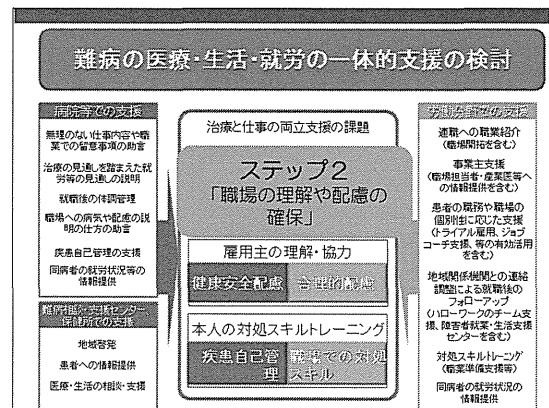 難病の医療・生活・就労の一体的支援の検討
病院等での支援
無理のない仕事内容や職
業での留意事項の助言
治療の見通しを踏まえた就
労等の見通しの説明
就職後の体調管理
職場への病気や配慮の説
明の仕方の助言
疾患自己管理の支援
同病者の就労状況等の
情報提供
難病相談・支援センター
保健所での支援
地域啓発
患者への情報提供
医療・生活の相談・支援
治療と仕事の両立支援の課題
ステップ2
「職場の理解や配慮の
確保」
雇用主の理解・協力
健康安全配慮
合理的配慮
本人の対処スキルトレーニング
疾患自己管
理
職場での対処
スキル
労働分野での支援
適職への職業紹介
(職場開拓を含む)
事業主支援
(職場担当者・産業医等へ
の情報提供を含む)
患者の職務や職場の
個別性に応じた支援
(トライアル雇用、ジョブ
コーチ支援、等の有効活用
を含む)
地域関係機関との連絡
調整による就職後の
フォローアップ
(ハローワークのチーム支
援、障害者就業・生活支援
センターを含む)
対処スキルトレーニング
(職業準備支援等)
同病者の就労状況の
情報提供